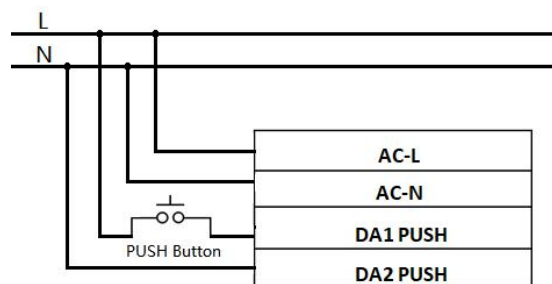 L
N
AC-L
AC-N
DA1 PUSH
PUSH Button
DA2 PUSH